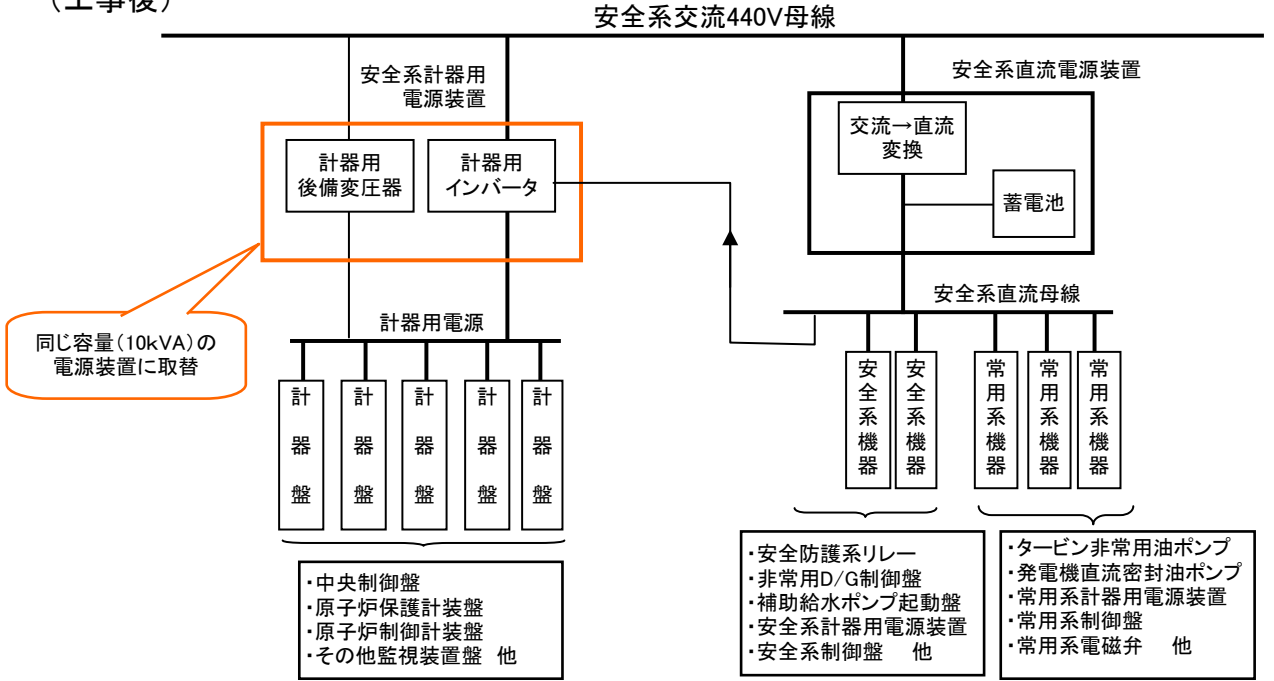 (工事後)
安全系交流440V母線
安全系計器用
電源装置
安全系直流電源装置
計器用
後備変圧器
計器用
インバータ
交流→直流
変換
蓄電池
同じ容量(10kVA)の
電源装置に取替
計器用電源
安全系直流母線
計器盤
計器盤
計器盤
計器盤
計器盤
安全系機器
安全系機器
常用系機器
常用系機器
常用系機器
・中央制御盤
・原子炉保護計装盤
・原子炉制御計装盤
・その他監視装置盤 他
・安全防護系リレー
・非常用D/G制御盤
・補助給水ポンプ起動盤
・安全系計器用電源装置
・安全系制御盤 他
・タービン非常用油ポンプ
・発電機直流密封油ポンプ
・常用系計器用電源装置
・常用系制御盤
・常用系電磁弁 他